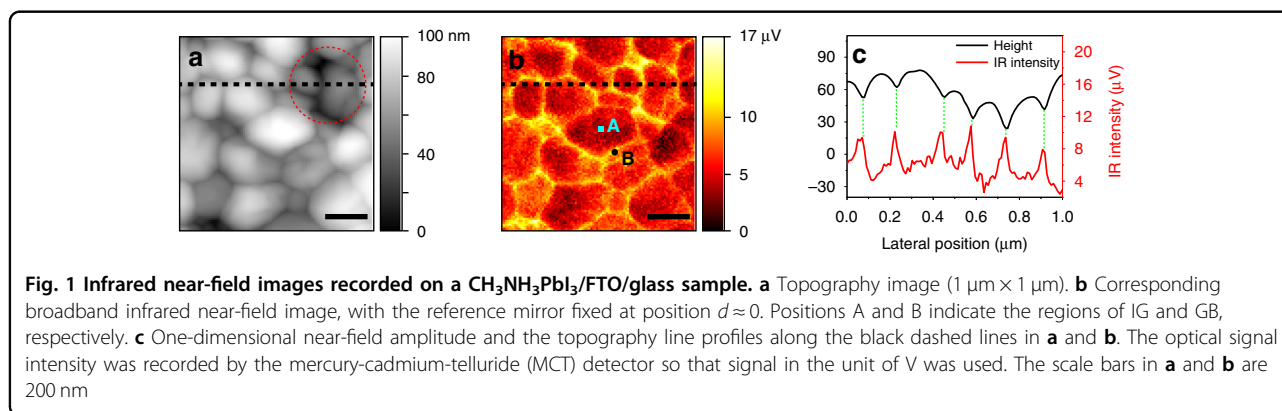 a
100 nm
80
40
0 nm
b
A
B
17 μV
15
10
5
0 μV
c
Height
IR intensity
90
60
30
0
–30
20
16
12
8
4
IR intensity (μV)
0.0 0.2 0.4 0.6 0.8 1.0
Lateral position (μm)
Fig. 1 Infrared near-field images recorded on a CH₃NH₃PbI₃/FTO/glass sample. a Topography image (1 μm × 1 μm). b Corresponding
broadband infrared near-field image, with the reference mirror fixed at position d ≈ 0. Positions A and B indicate the regions of IG and GB,
respectively. c One-dimensional near-field amplitude and the topography line profiles along the black dashed lines in a and b. The optical signal
intensity was recorded by the mercury-cadmium-telluride (MCT) detector so that signal in the unit of V was used. The scale bars in a and b are
200 nm